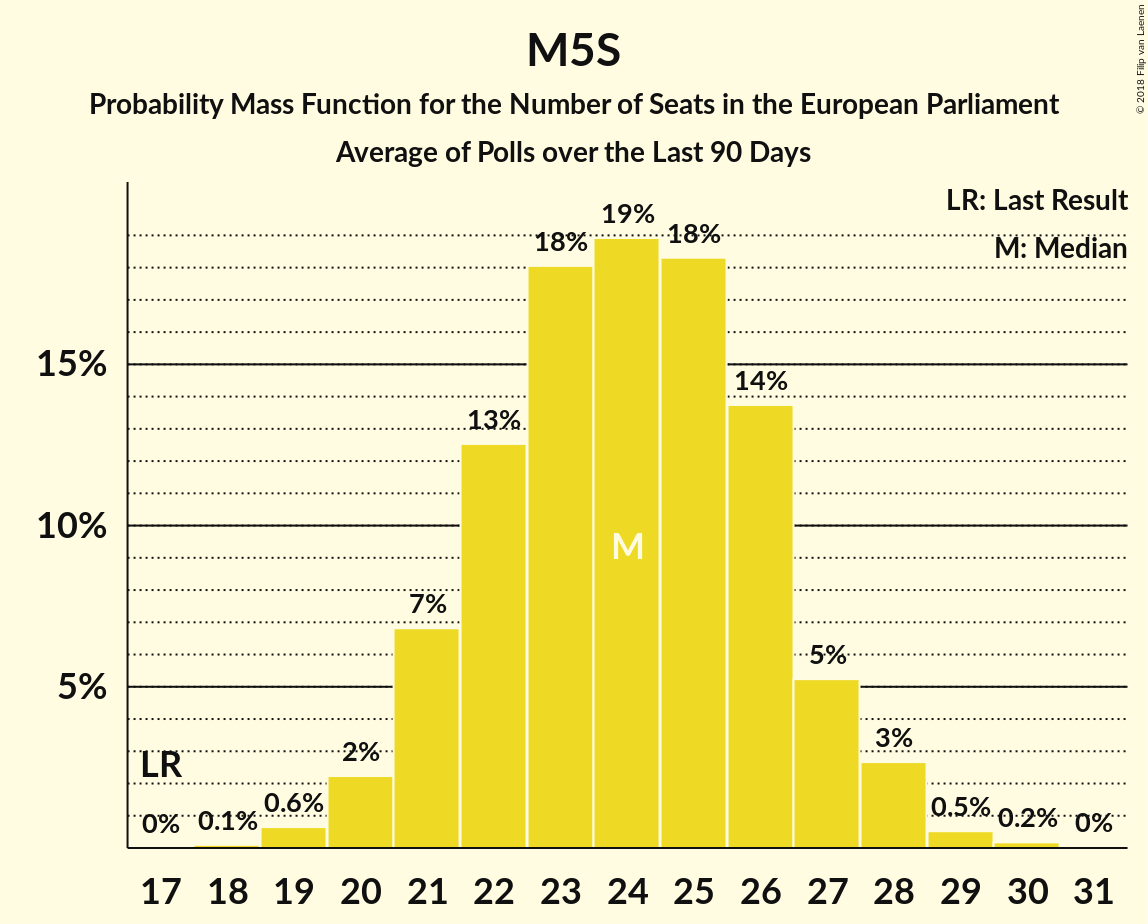 M5S
Probability Mass Function for the Number of Seats in the European Parliament
Average of Polls over the Last 90 Days
© 2018 Filip van Laenen
LR: Last Result
M: Median
15%
10%
5%
LR
0%
0.1%
0.6%
2%
7%
13%
18%
19%
18%
14%
5%
3%
0.5%
0.2%
0%
M
17 18 19 20 21 22 23 24 25 26 27 28 29 30 31